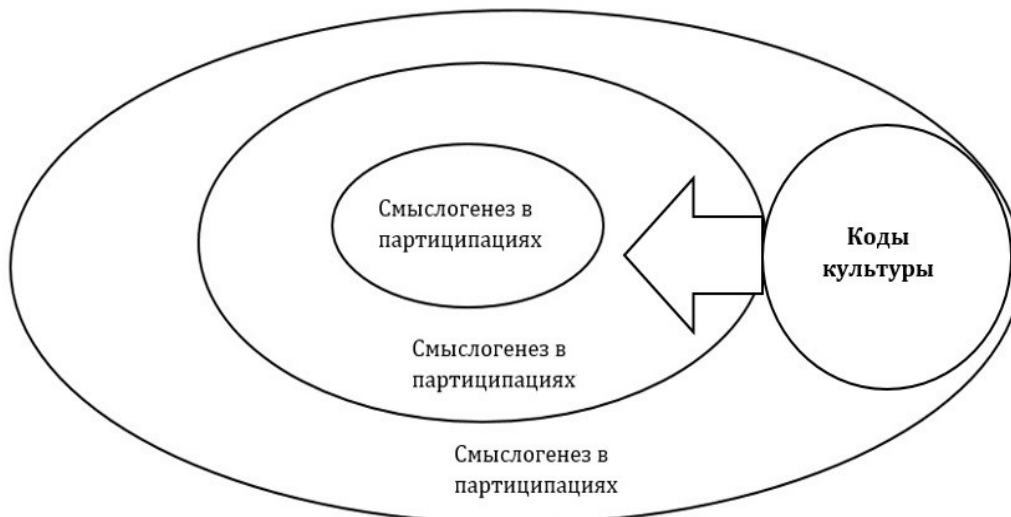 Смыслогенез в
партиципациях
Коды
культуры
Смыслогенез в
партиципациях
Смыслогенез в
партиципациях